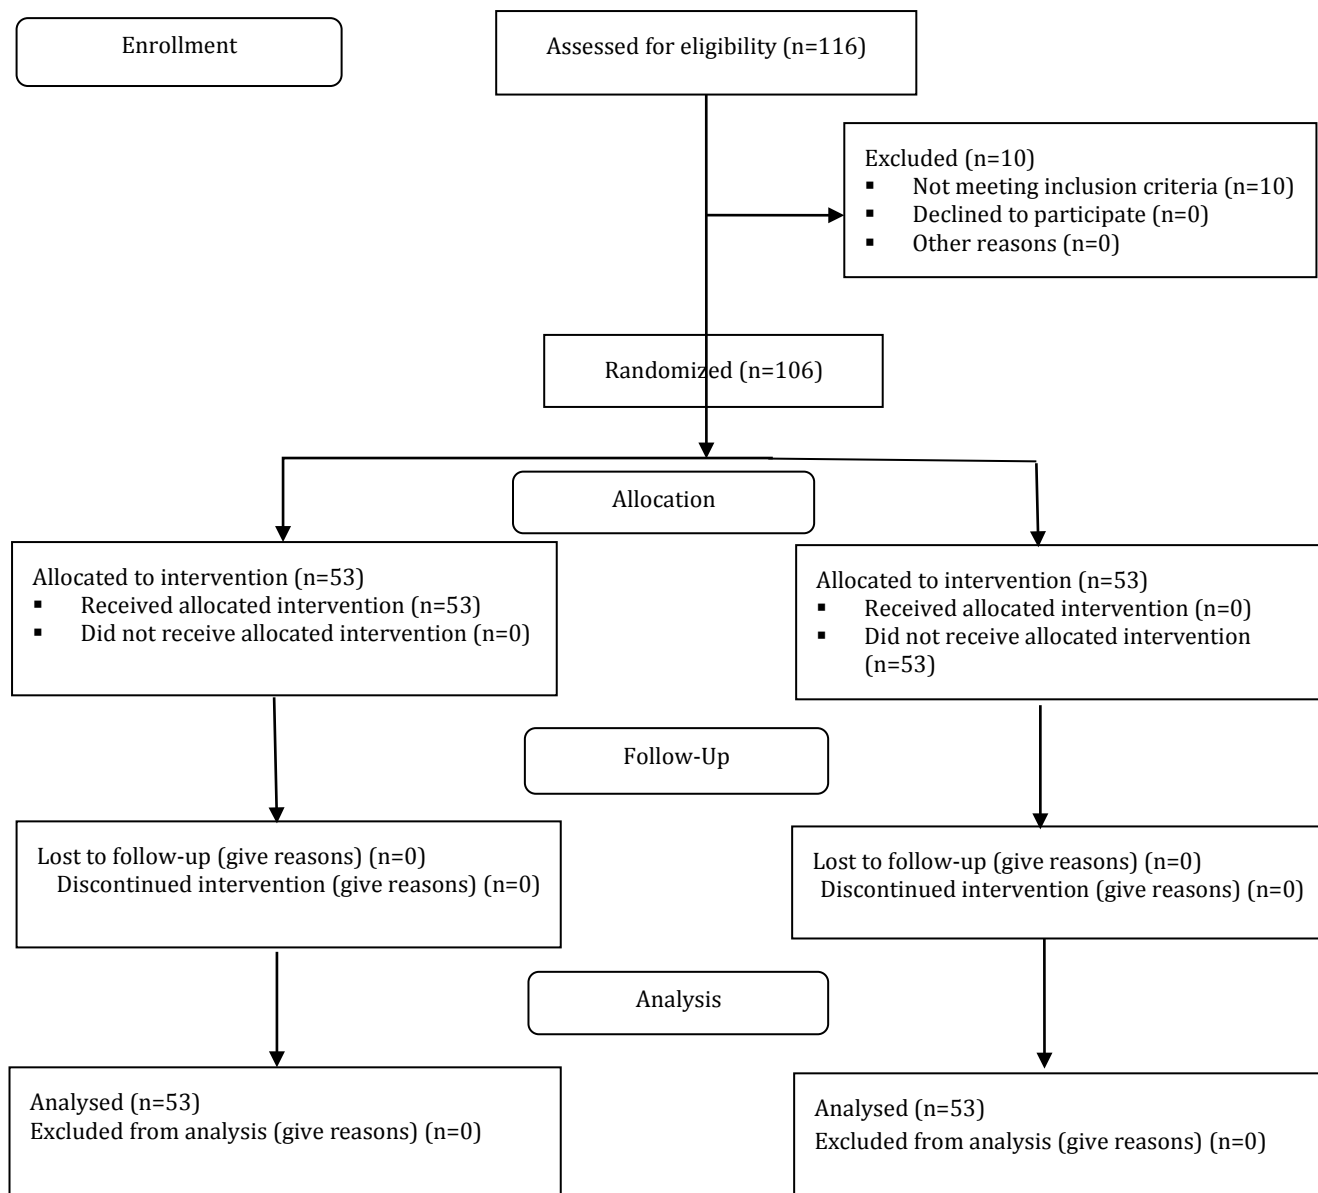 Enrollment
Assessed for eligibility (n=116)
Excluded (n=10)
▪ Not meeting inclusion criteria (n=10)
▪ Declined to participate (n=0)
▪ Other reasons (n=0)
Randomized (n=106)
Allocation
Allocated to intervention (n=53)
▪ Received allocated intervention (n=53)
▪ Did not receive allocated intervention (n=0)
Allocated to intervention (n=53)
▪ Received allocated intervention (n=0)
▪ Did not receive allocated intervention
(n=53)
Follow-Up
Lost to follow-up (give reasons) (n=0)
Discontinued intervention (give reasons) (n=0)
Lost to follow-up (give reasons) (n=0)
Discontinued intervention (give reasons) (n=0)
Analysis
Analysed (n=53)
Excluded from analysis (give reasons) (n=0)
Analysed (n=53)
Excluded from analysis (give reasons) (n=0)